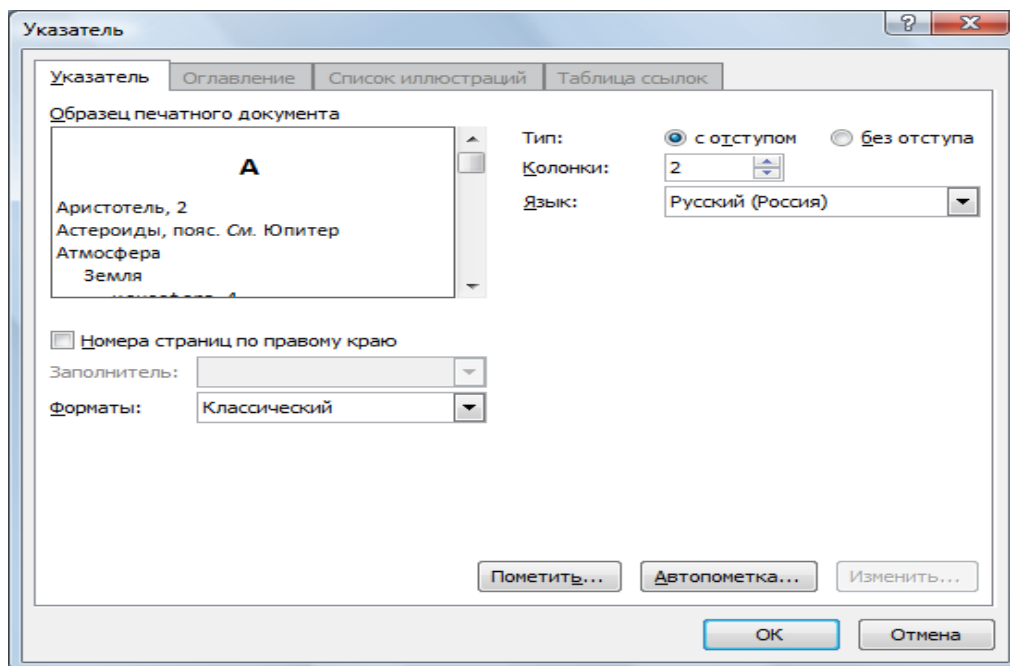 Указатель
Указатель Оглавление Список иллюстраций Таблица ссылок
Образец печатного документа
А
Аристотель, 2
Астероиды, пояс. См. Юпитер
Атмосфера
Земля
Тип: с отступом без отступа
Колонки: 2
Язык: Русский (Россия)
Номера страниц по правому краю
Заполнитель:
Форматы: Классический
Пометить... Автопометка... Изменить...
ОК Отмена